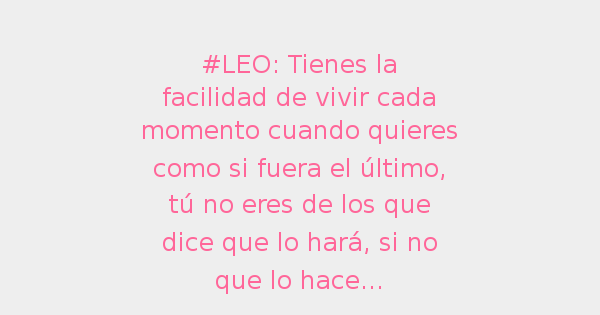 #LEO: Tienes la
facilidad de vivir cada
momento cuando quieres
como si fuera el último,
tú no eres de los que
dice que lo hará, si no
que lo hace...